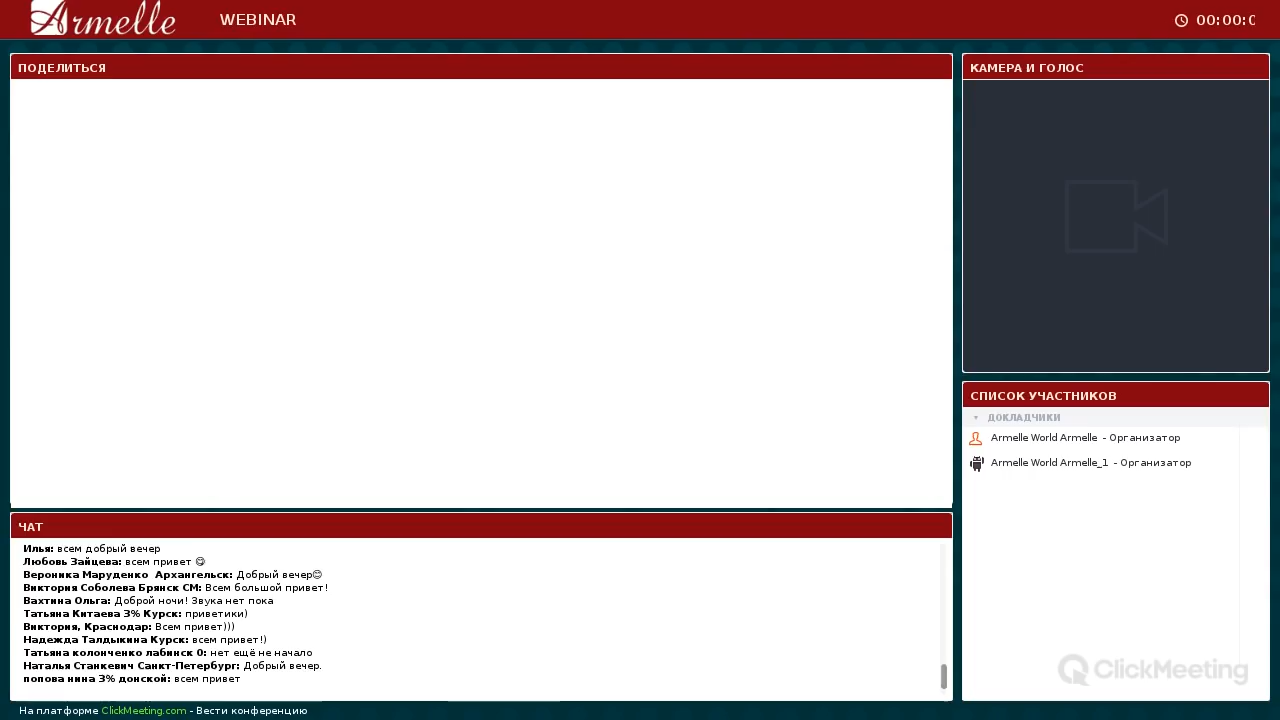 Armelle
WEBINAR
00:00:0
ПОДЕЛИТЬСЯ
КАМЕРА И ГОЛОС
СПИСОК УЧАСТНИКОВ
ДОКЛАДЧИКИ
Armelle World Armelle - Организатор
Armelle World Armelle_1 - Организатор
ClickMeeting
ЧАТ
Илья: всем добрый вечер
Любовь Зайцева: всем привет 😋
Вероника Маруденко Архангельск: Добрый вечер😊
Виктория Соболева Брянск СМ: Всем большой привет!
Вахтина Ольга: Доброй ночи! Звука нет пока
Татьяна Китаева 3% Курск: приветики)
Виктория, Краснодар: Всем привет)))
Надежда Талдыкина Курск: всем привет!)
Татьяна колонченко лабинск 0: нет ещё не начало
Наталья Станкевич Санкт-Петербург: Добрый вечер.
попова нина 3% донской: всем привет
На платформе ClickMeeting.com - Вести конференцию